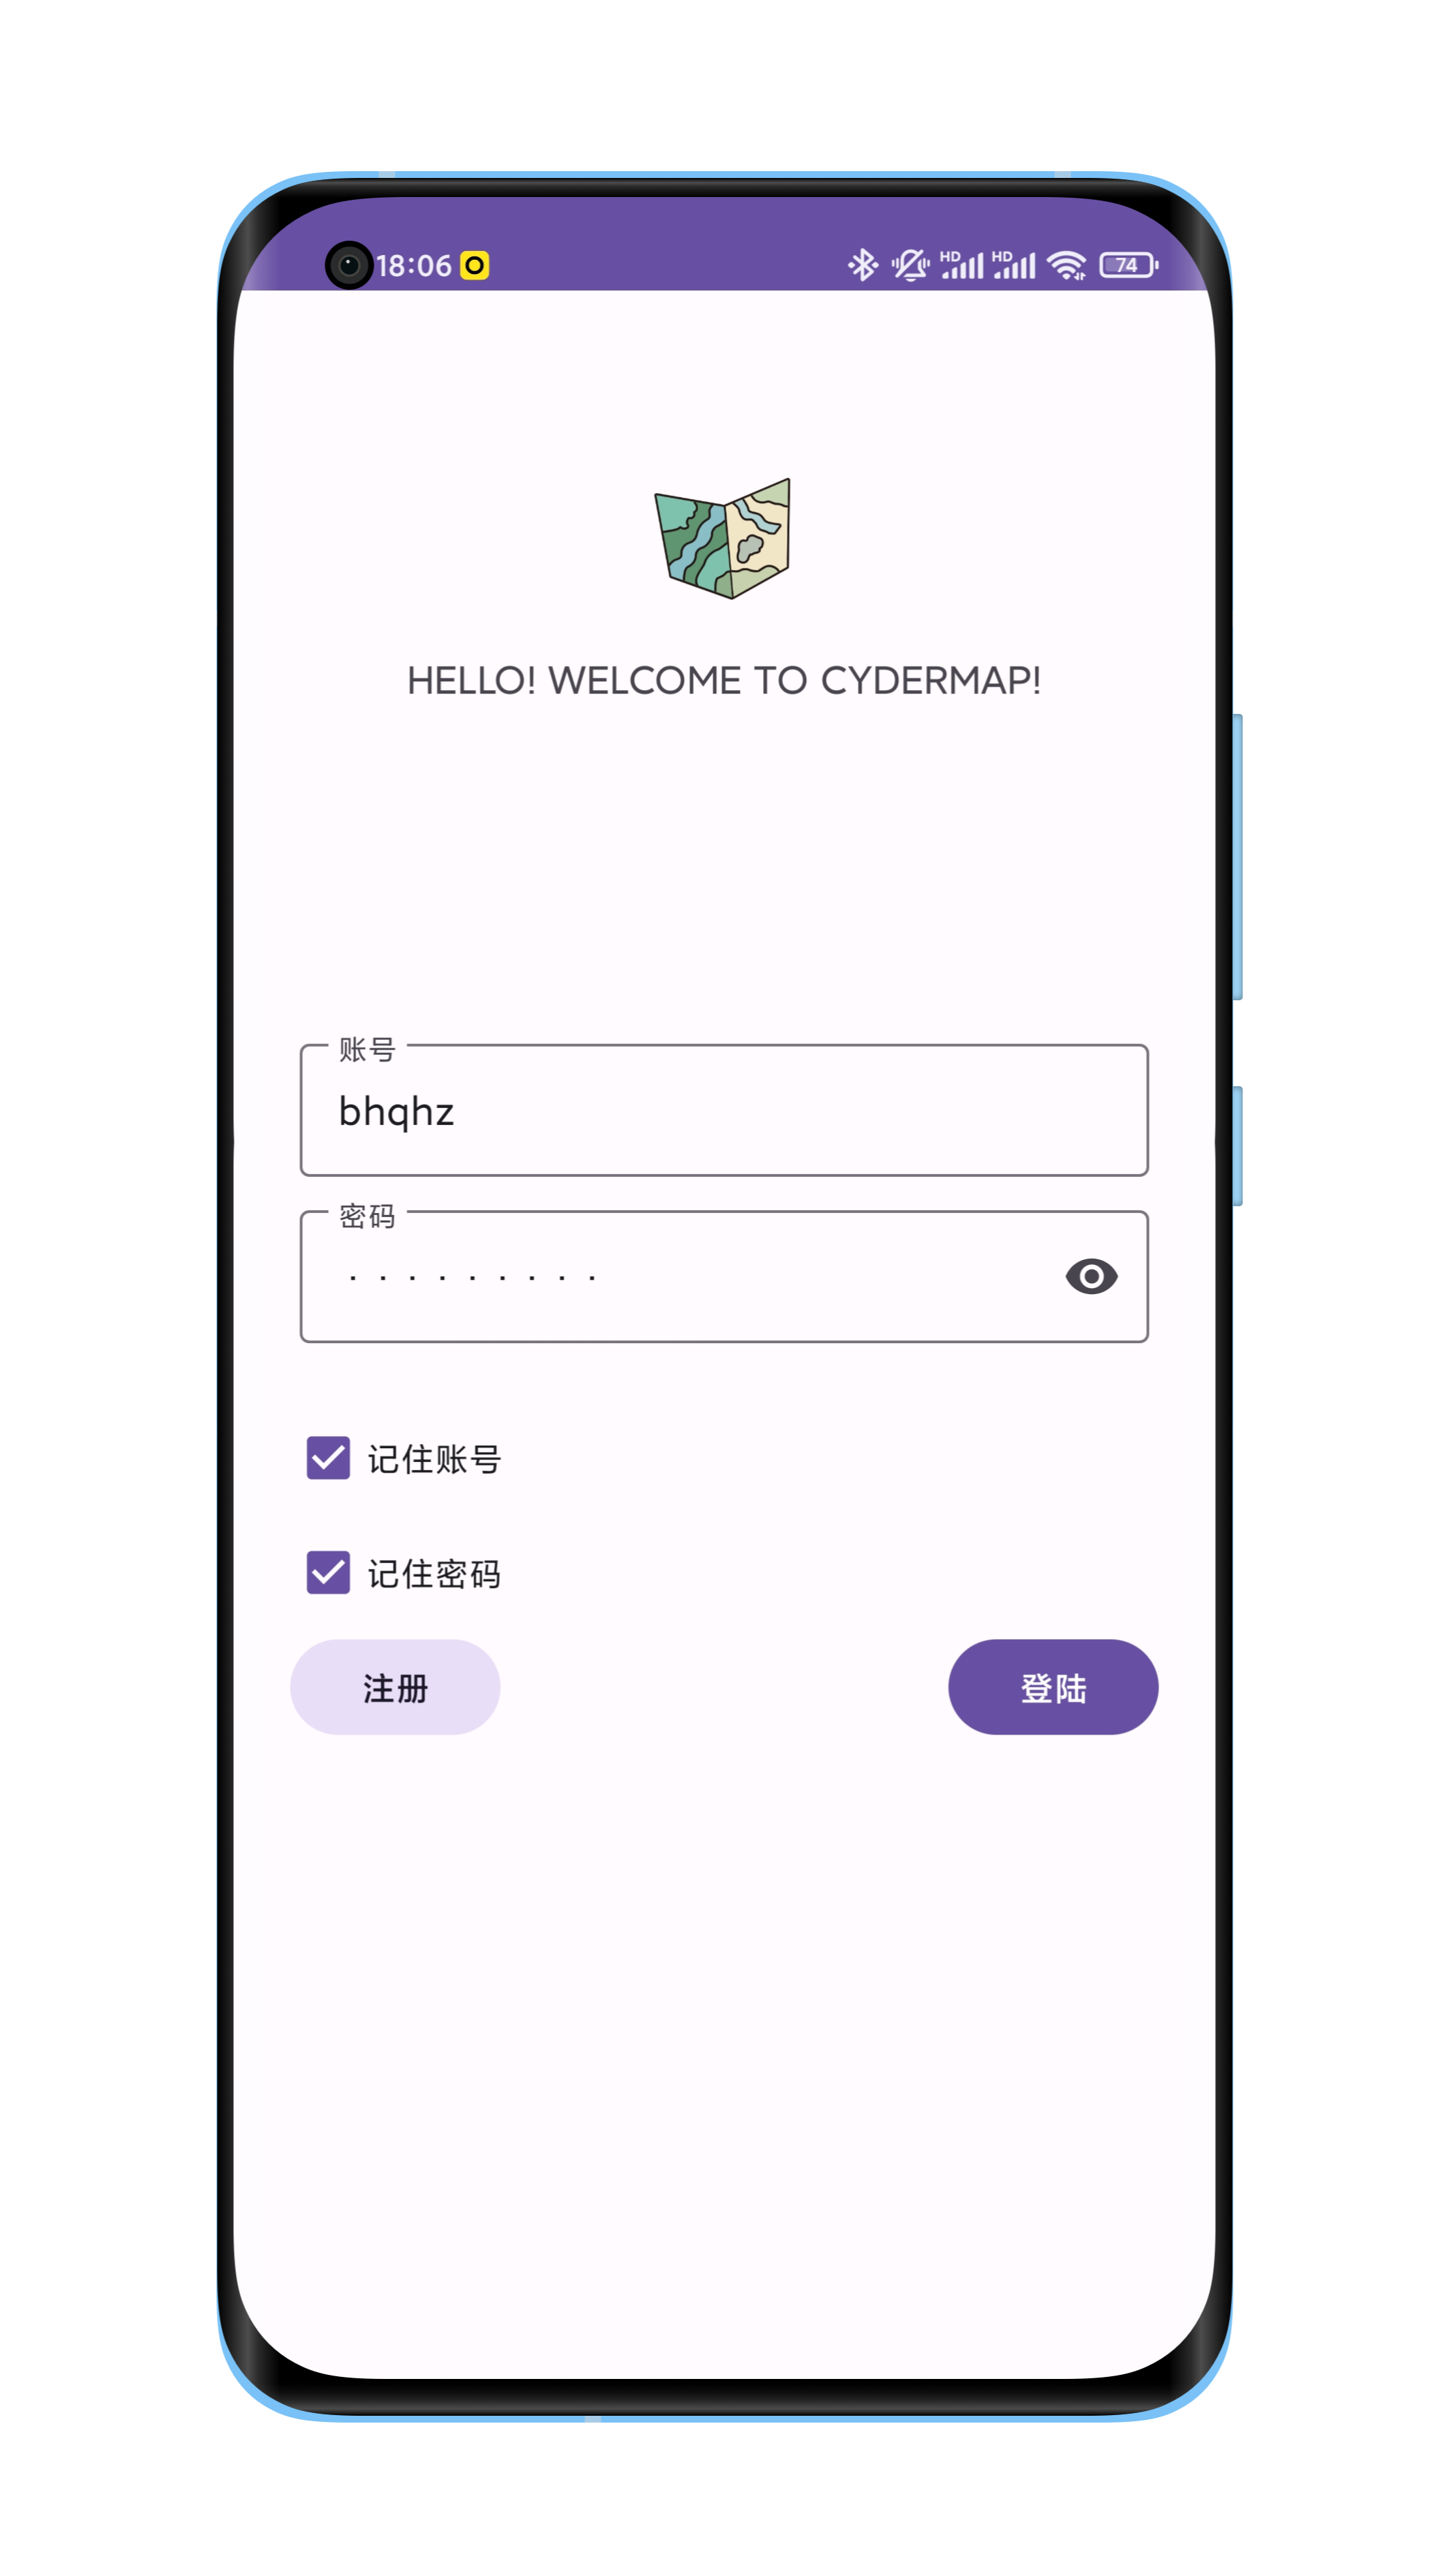 18:06 HD HD 74
HELLO! WELCOME TO CYDERMAP!
账号
bhqhz
密码
.........
记住账号
记住密码
注册 登陆